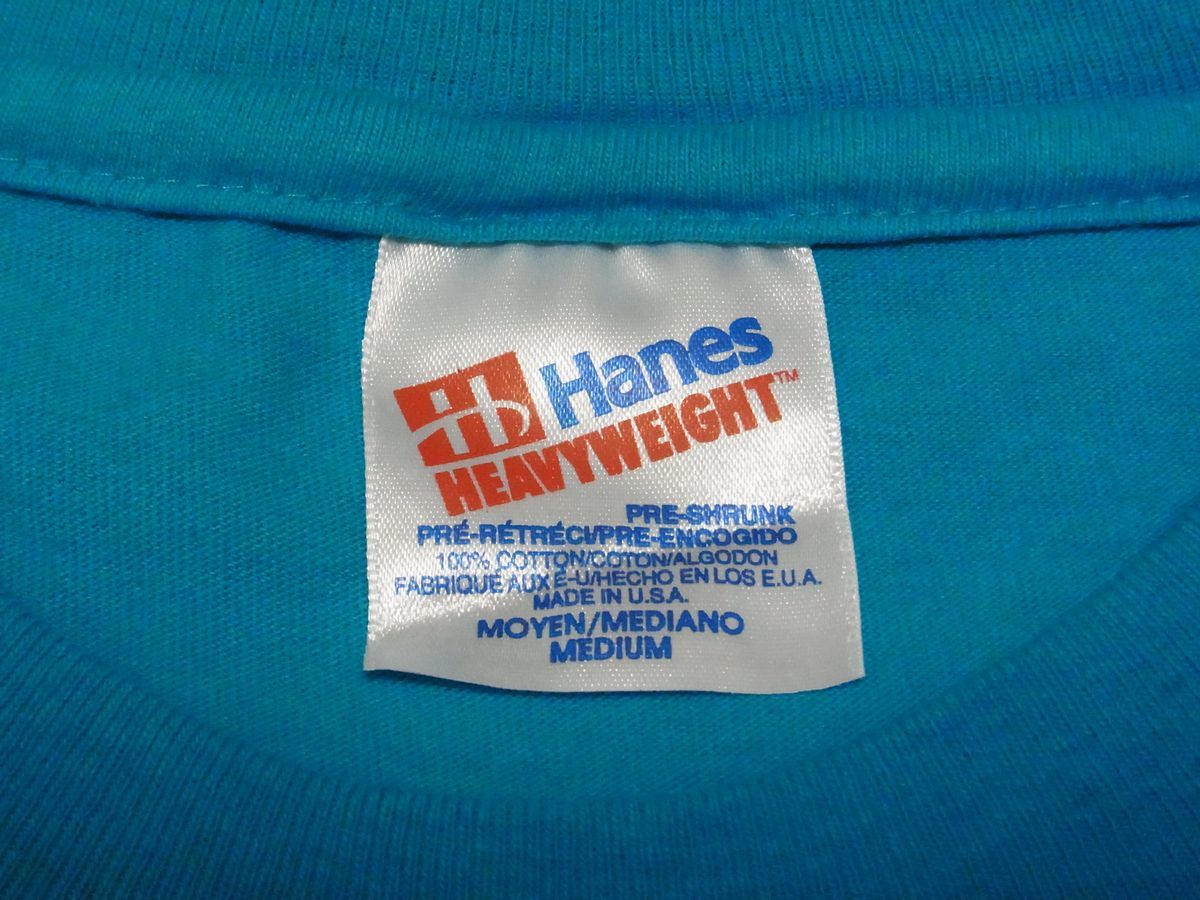 Hanes
HEAVYWEIGHT™
PRE-SHRUNK
PRÉ-RÉTRÉCI/PRE-ENCOGIDO
100% COTTON/COTON/ALGODON
FABRIQUÉ AUX É-U/HECHO EN LOS E.U.A.
MADE IN U.S.A.
MOYEN/MEDIANO
MEDIUM